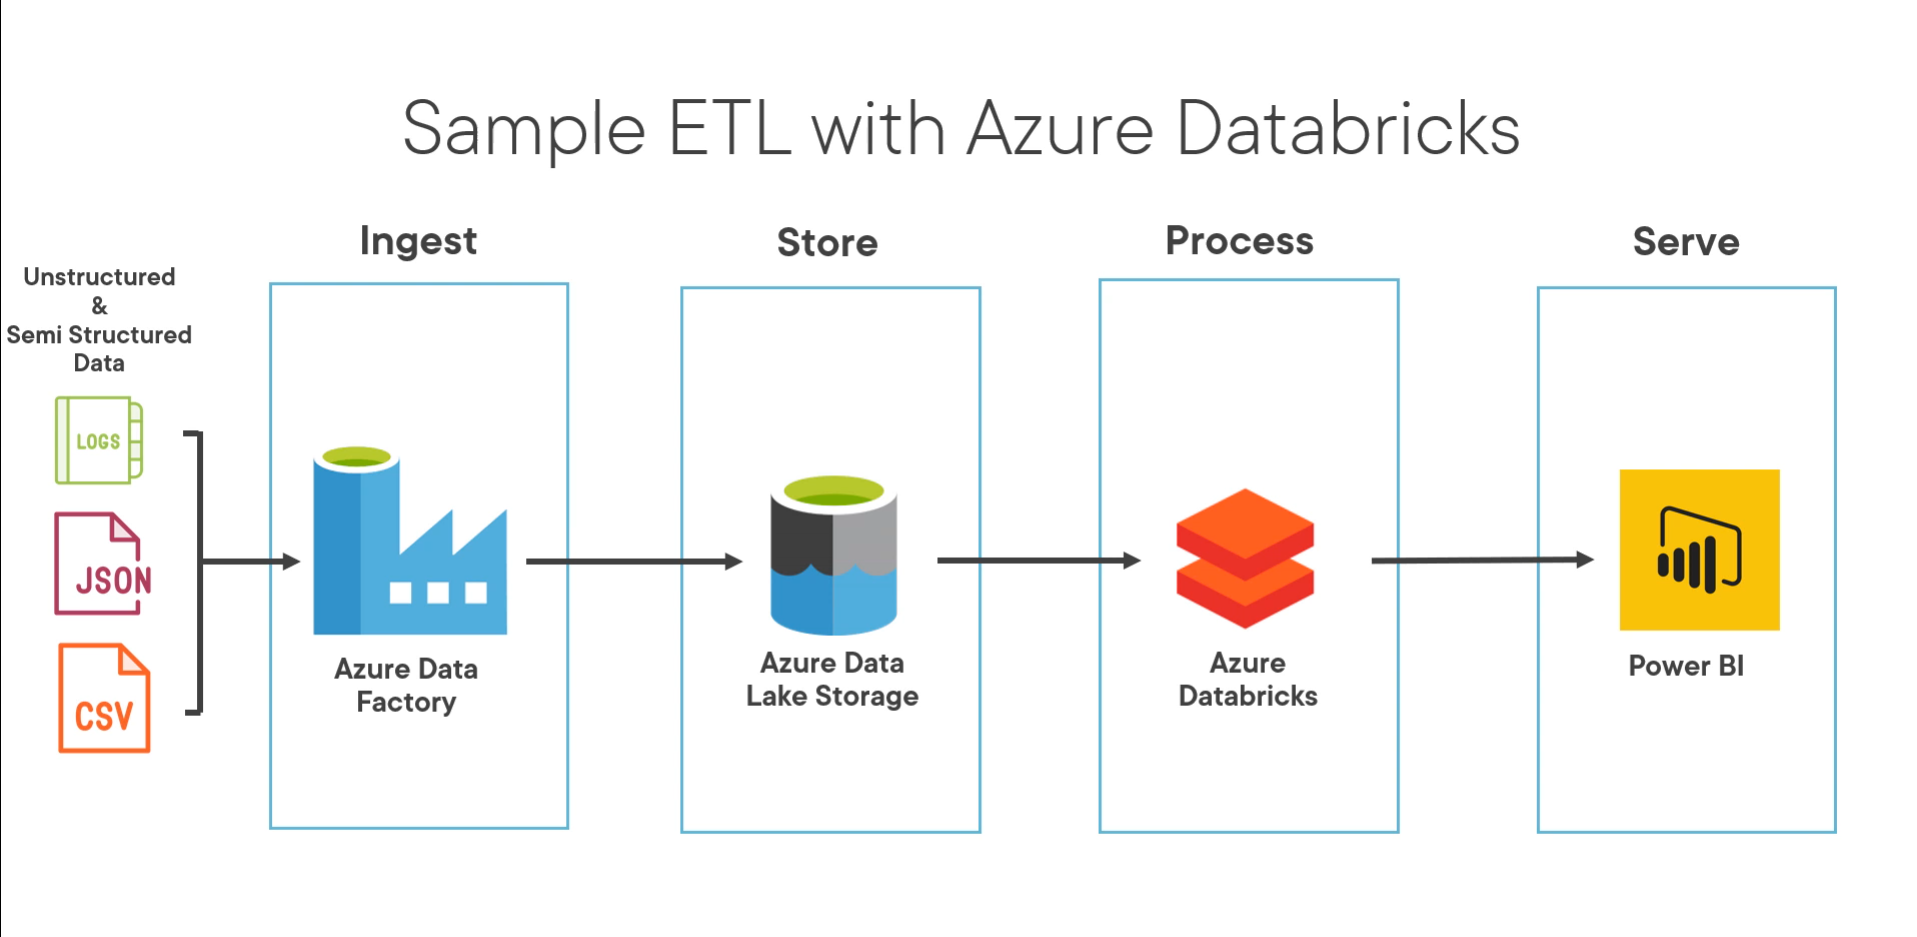 Sample ETL with Azure Databricks
Ingest
Store
Process
Serve
Unstructured
&
Semi Structured
Data
LOGS
JSON
CSV
Azure Data
Factory
Azure Data
Lake Storage
Azure
Databricks
Power BI